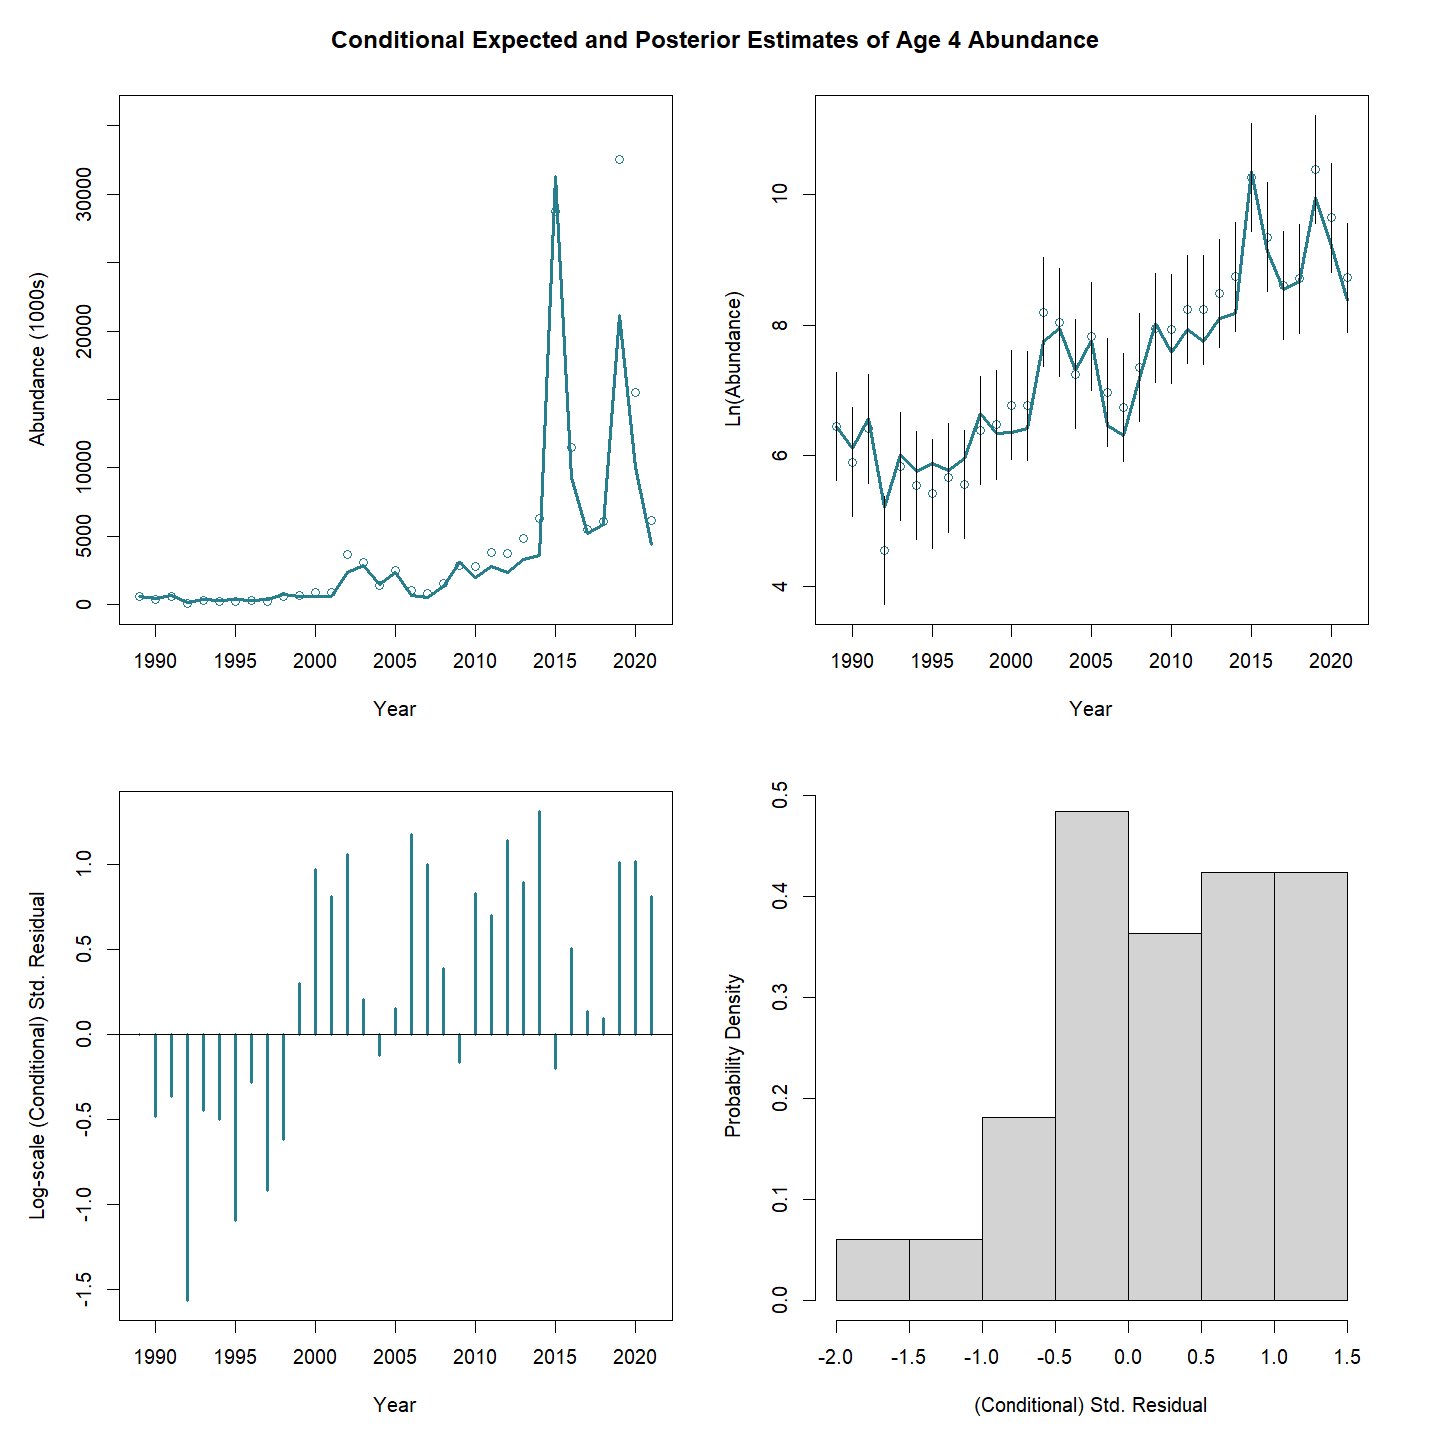 Conditional Expected and Posterior Estimates of Age 4 Abundance
Abundance (1000s)
0 5000 10000 20000 30000
1990 1995 2000 2005 2010 2015 2020
Year
Ln(Abundance)
4 6 8 10
1990 1995 2000 2005 2010 2015 2020
Year
Log-scale (Conditional) Std. Residual
-1.5 -1.0 -0.5 0.0 0.5 1.0
1990 1995 2000 2005 2010 2015 2020
Year
Probability Density
0.0 0.1 0.2 0.3 0.4 0.5
-2.0 -1.5 -1.0 -0.5 0.0 0.5 1.0 1.5
(Conditional) Std. Residual